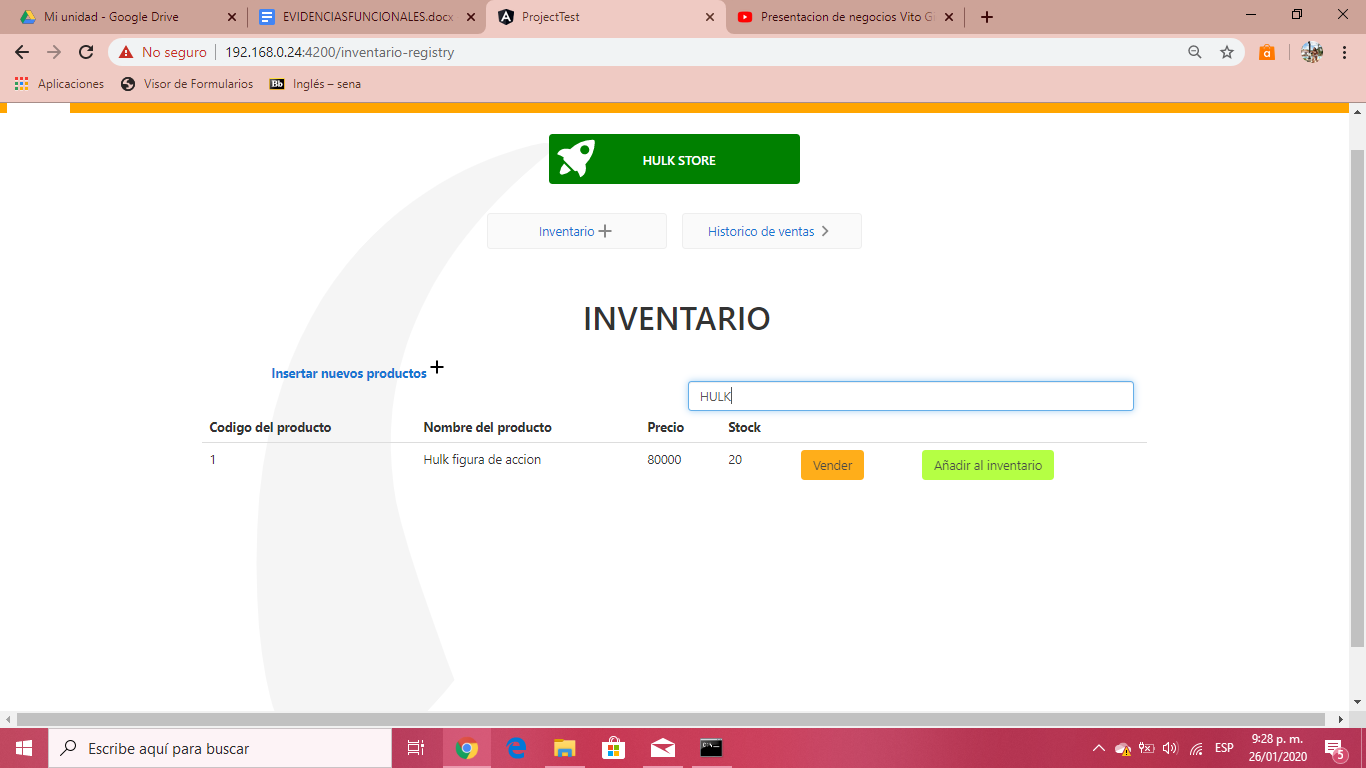 Mi unidad - Google Drive
EVIDENCIASFUNCIONALES.docx
ProjectTest
Presentacion de negocios Vito G
No seguro
192.168.0.24:4200/inventario-registry
Aplicaciones
Visor de Formularios
Bb
Inglés – sena
HULK STORE
Inventario
Historico de ventas
INVENTARIO
Insertar nuevos productos
HULK
Codigo del producto Nombre del producto Precio Stock
1 Hulk figura de accion 80000 20 Vender Añadir al inventario
Escribe aquí para buscar
ESP
9:28 p. m.
26/01/2020
5